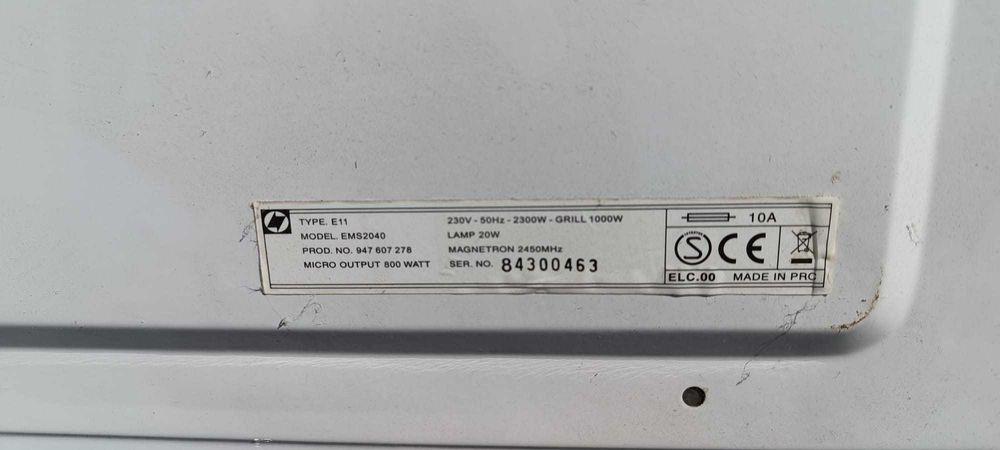 TYPE. E11
MODEL. EMS2040
PROD. NO. 947 607 278
MICRO OUTPUT 800 WATT
230V - 50Hz - 2300W - GRILL 1000W
LAMP 20W
MAGNETRON 2450MHz
SER. NO. 84300463
10A
S CE
ELC.00 MADE IN PRC